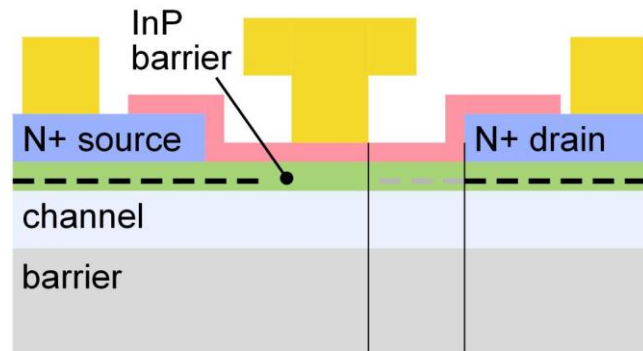 InP
barrier
N+ source
N+ drain
channel
barrier